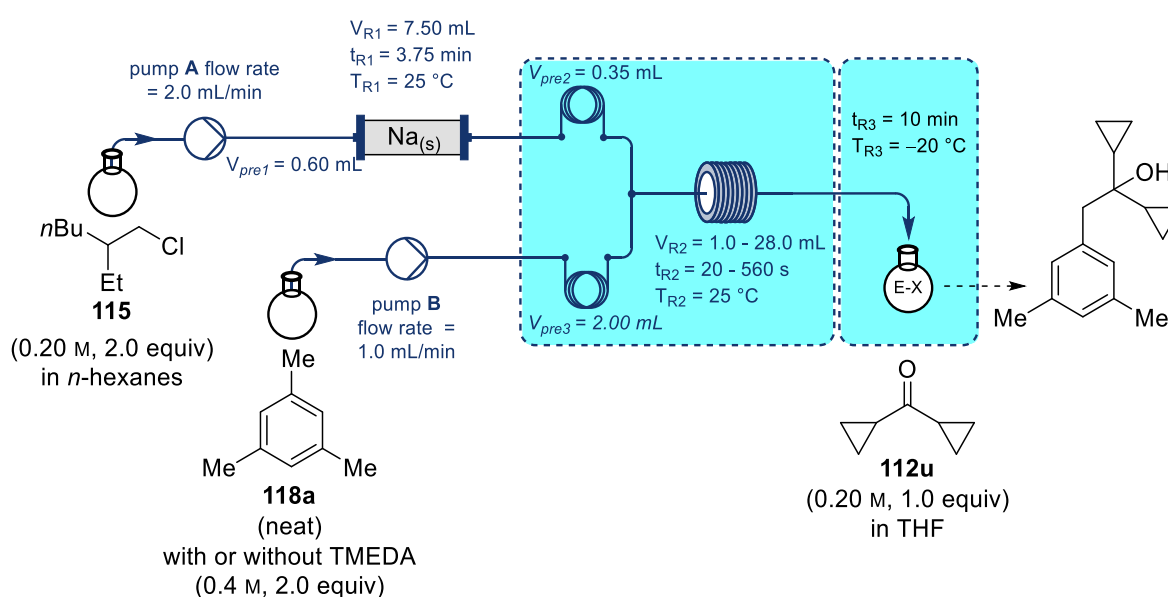 V_R1 = 7.50 mL
t_R1 = 3.75 min
T_R1 = 25 °C
pump A flow rate
= 2.0 mL/min
V_pre1 = 0.60 mL
Na(s)
V_pre2 = 0.35 mL
nBu
Cl
Et
115
(0.20 M, 2.0 equiv)
in n-hexanes
pump B
flow rate =
1.0 mL/min
V_pre3 = 2.00 mL
V_R2 = 1.0 - 28.0 mL
t_R2 = 20 - 560 s
T_R2 = 25 °C
t_R3 = 10 min
T_R3 = –20 °C
E-X
OH
Me
Me
Me
Me
Me
118a
(neat)
with or without TMEDA
(0.4 M, 2.0 equiv)
O
112u
(0.20 M, 1.0 equiv)
in THF